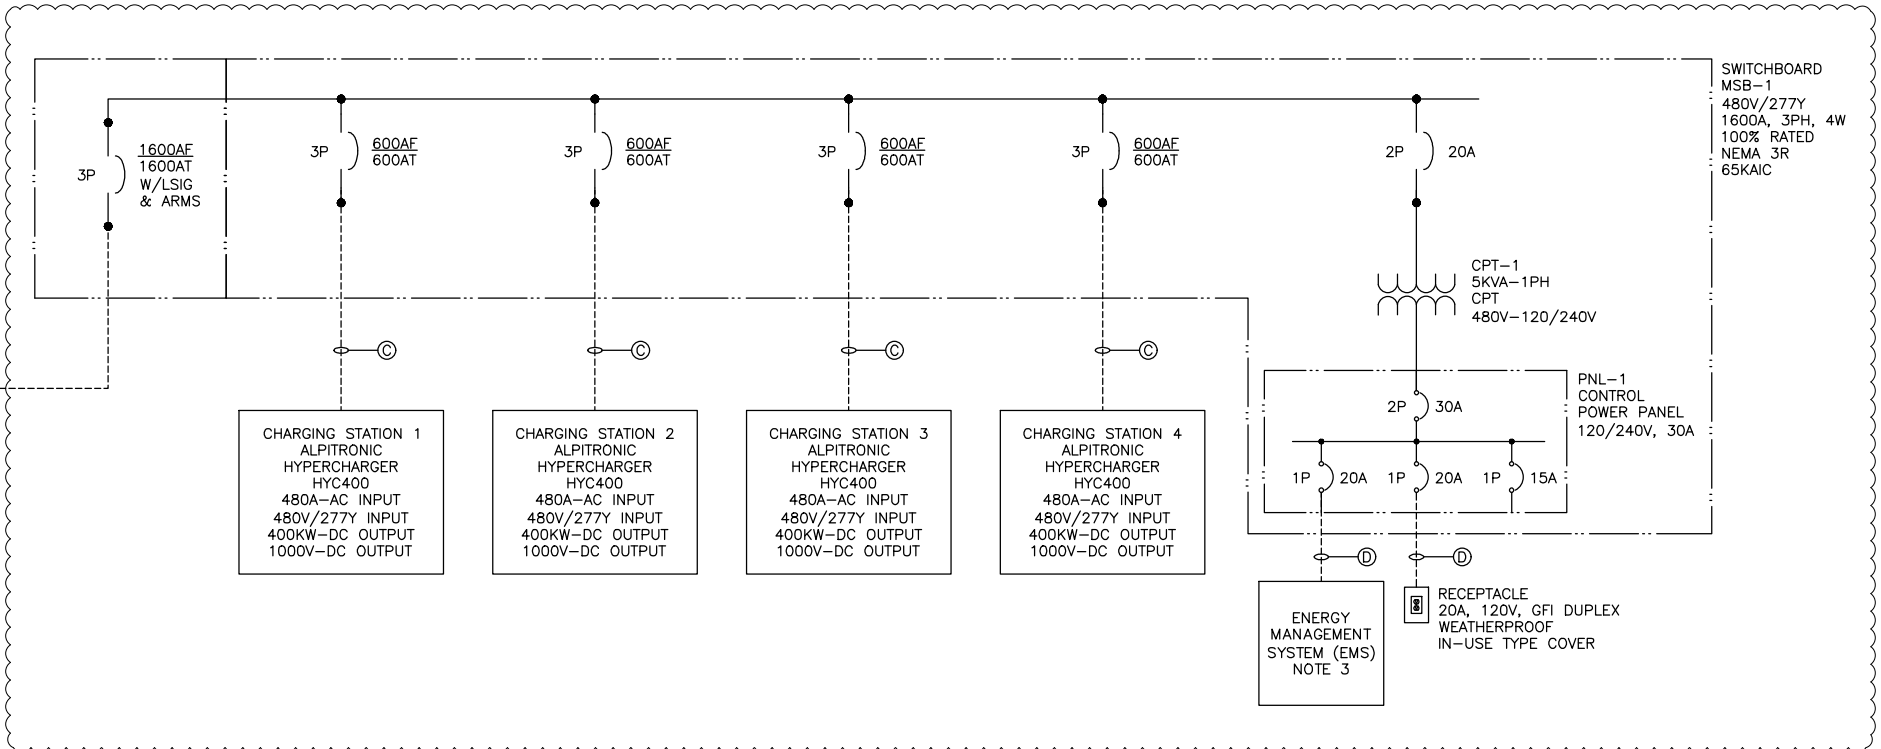 SWITCHBOARD
MSB-1
480V/277Y
1600A, 3PH, 4W
100% RATED
NEMA 3R
65KAIC
3P
1600AF
1600AT
W/LSIG
& ARMS
3P
600AF
600AT
3P
600AF
600AT
3P
600AF
600AT
3P
600AF
600AT
2P
20A
CPT-1
5KVA-1PH
CPT
480V-120/240V
C
C
C
C
PNL-1
CONTROL
POWER PANEL
120/240V, 30A
2P
30A
1P
20A
1P
20A
1P
15A
CHARGING STATION 1
ALPITRONIC
HYPERCHARGER
HYC400
480A-AC INPUT
480V/277Y INPUT
400KW-DC OUTPUT
1000V-DC OUTPUT
CHARGING STATION 2
ALPITRONIC
HYPERCHARGER
HYC400
480A-AC INPUT
480V/277Y INPUT
400KW-DC OUTPUT
1000V-DC OUTPUT
CHARGING STATION 3
ALPITRONIC
HYPERCHARGER
HYC400
480A-AC INPUT
480V/277Y INPUT
400KW-DC OUTPUT
1000V-DC OUTPUT
CHARGING STATION 4
ALPITRONIC
HYPERCHARGER
HYC400
480A-AC INPUT
480V/277Y INPUT
400KW-DC OUTPUT
1000V-DC OUTPUT
D
D
ENERGY
MANAGEMENT
SYSTEM (EMS)
NOTE 3
RECEPTACLE
20A, 120V, GFI DUPLEX
WEATHERPROOF
IN-USE TYPE COVER